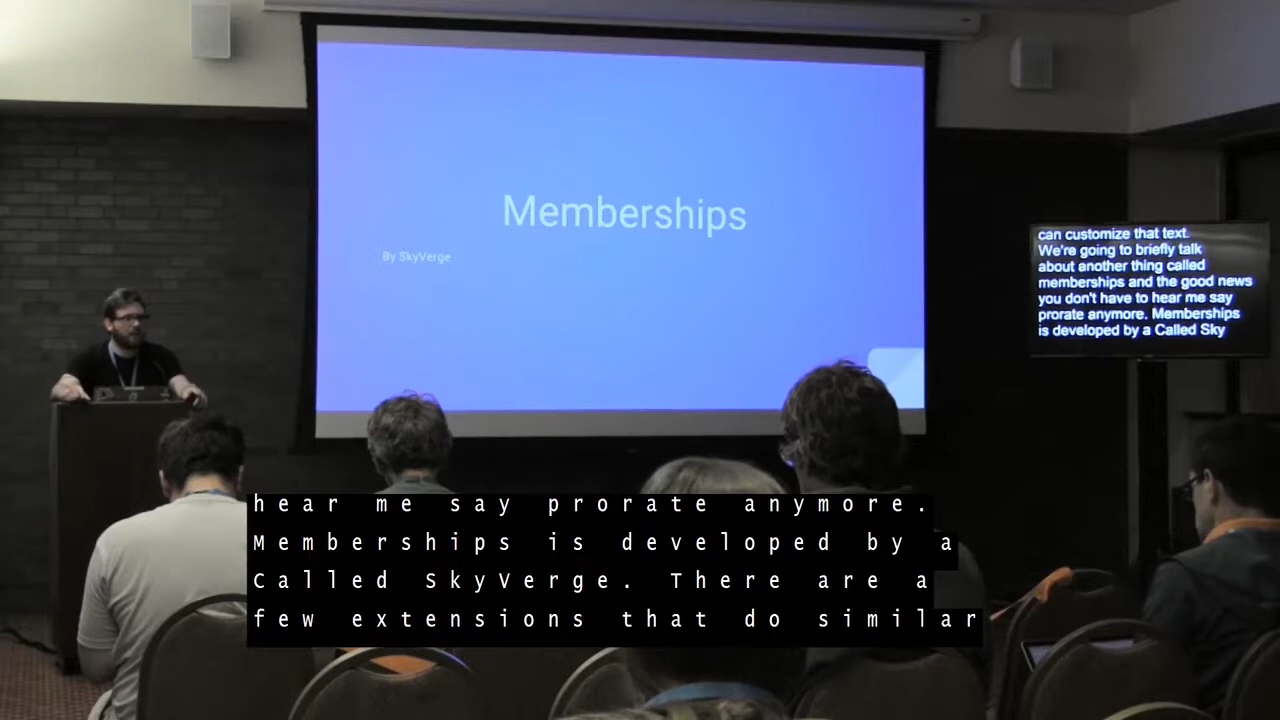 Memberships
By SkyVerge
can customize that text.
We're going to briefly talk
about another thing called
memberships and the good news
you don't have to hear me say
prorate anymore. Memberships
is developed by a Called Sky
hear me say prorate anymore.
Memberships is developed by a
Called SkyVerge. There are a
few extensions that do similar